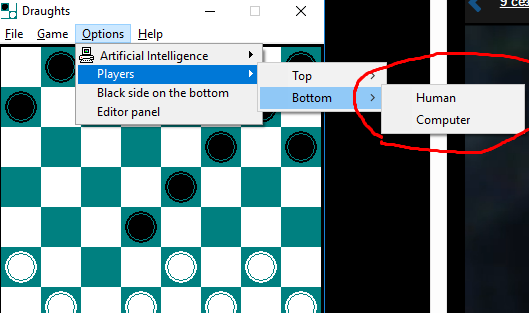 Draughts
File Game Options Help
Artificial Intelligence
Players
Black side on the bottom
Editor panel
Top
Bottom
Human
Computer